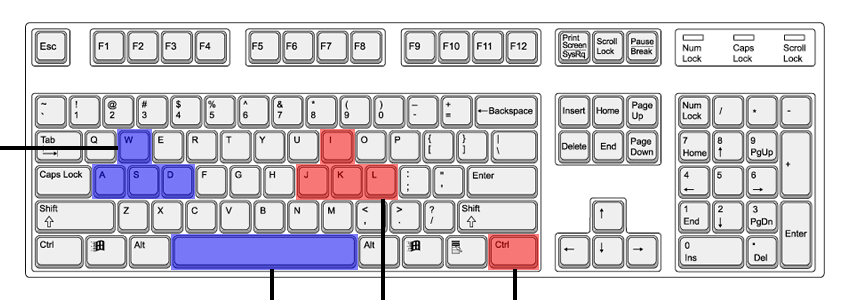 Esc F1 F2 F3 F4 F5 F6 F7 F8 F9 F10 F11 F12 Print Screen SysRq Scroll Lock Pause Break Num Lock Caps Lock Scroll Lock
~ ` ! 1 @ 2 # 3 $ 4 % 5 ^ 6 & 7 * 8 ( 9 ) 0 _ - + = ←Backspace Insert Home Page Up Num Lock / * -
Tab Q W E R T Y U I O P { [ } ] | \ Delete End Page Down 7 Home 8 ↑ 9 PgUp +
Caps Lock A S D F G H J K L : ; " ' Enter 4 ← 5 6 →
Shift ⇧ Z X C V B N M < , > . ? / Shift ⇧ ↑ 1 End 2 ↓ 3 PgDn Enter
Ctrl Alt Alt Ctrl ← ↓ → 0 Ins . Del